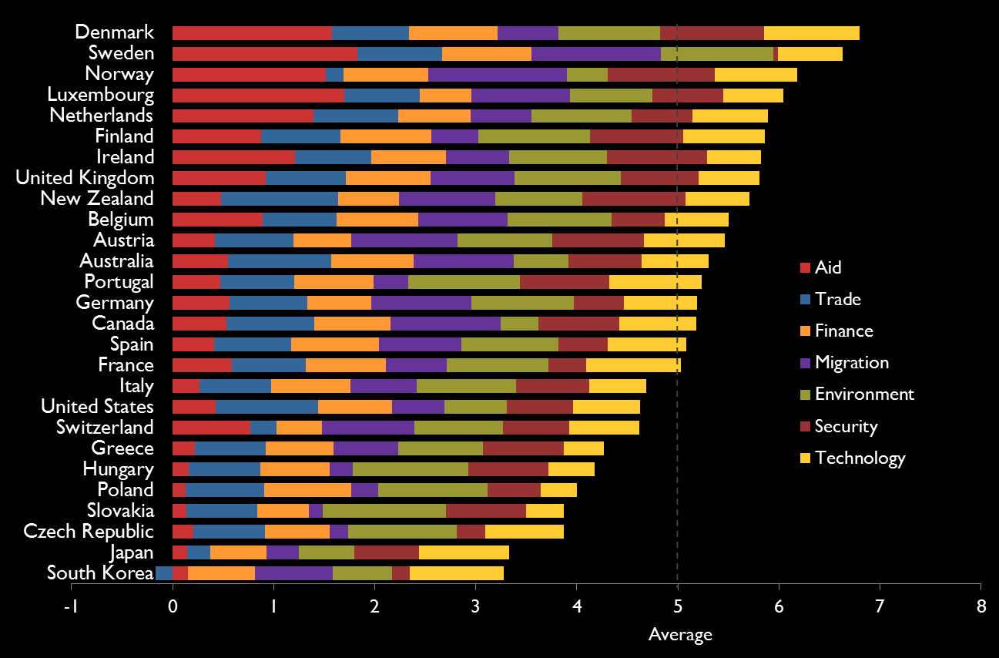 Denmark
Sweden
Norway
Luxembourg
Netherlands
Finland
Ireland
United Kingdom
New Zealand
Belgium
Austria
Australia
Portugal
Germany
Canada
Spain
France
Italy
United States
Switzerland
Greece
Hungary
Poland
Slovakia
Czech Republic
Japan
South Korea
Aid
Trade
Finance
Migration
Environment
Security
Technology
-1 0 1 2 3 4 5 6 7 8
Average